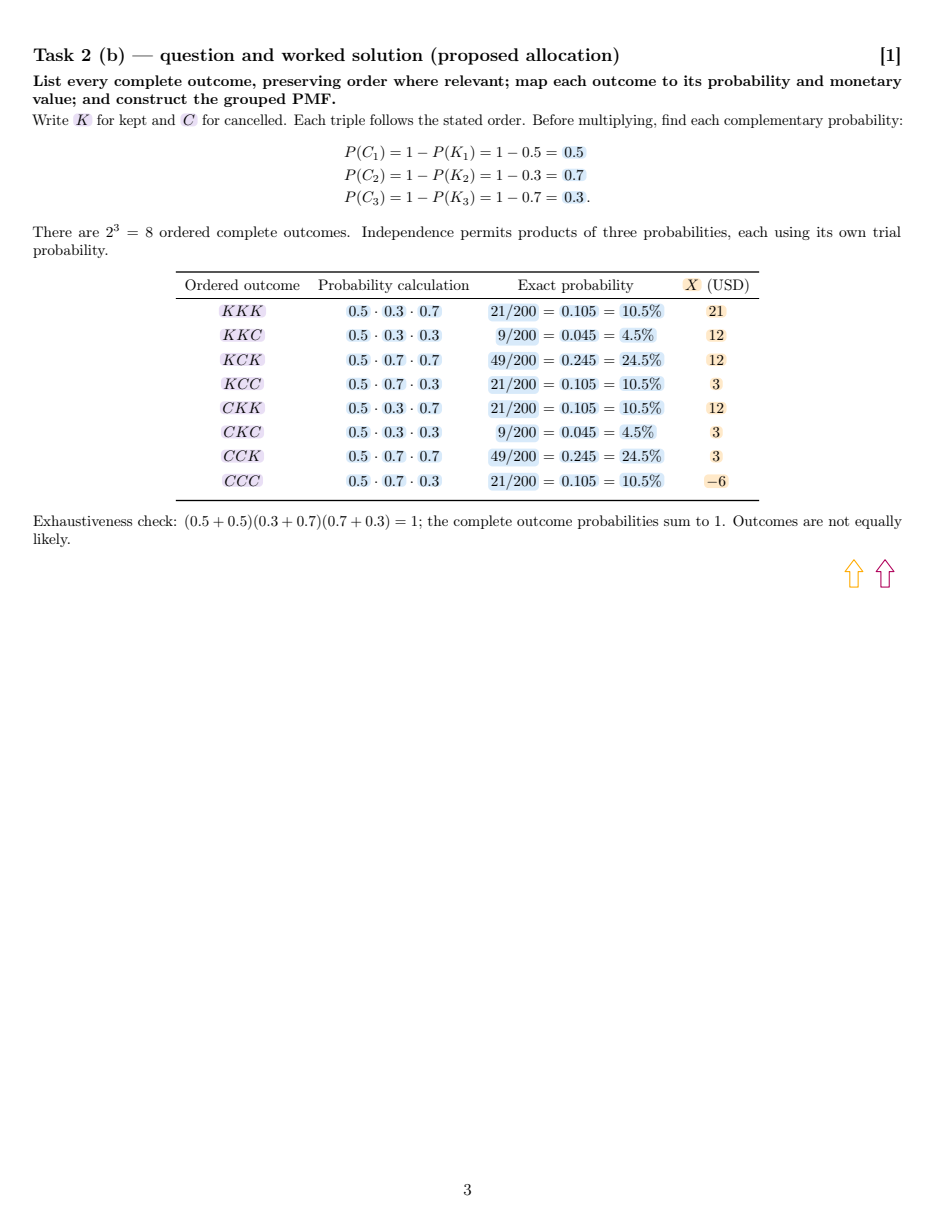 Task 2 (b) — question and worked solution (proposed allocation) [1]
List every complete outcome, preserving order where relevant; map each outcome to its probability and monetary
value; and construct the grouped PMF.
Write K for kept and C for cancelled. Each triple follows the stated order. Before multiplying, find each complementary probability:
P(C₁) = 1 − P(K₁) = 1 − 0.5 = 0.5
P(C₂) = 1 − P(K₂) = 1 − 0.3 = 0.7
P(C₃) = 1 − P(K₃) = 1 − 0.7 = 0.3.
There are 2³ = 8 ordered complete outcomes. Independence permits products of three probabilities, each using its own trial
probability.
Ordered outcome Probability calculation Exact probability X (USD)
KKK 0.5 · 0.3 · 0.7 21/200 = 0.105 = 10.5% 21
KKC 0.5 · 0.3 · 0.3 9/200 = 0.045 = 4.5% 12
KCK 0.5 · 0.7 · 0.7 49/200 = 0.245 = 24.5% 12
KCC 0.5 · 0.7 · 0.3 21/200 = 0.105 = 10.5% 3
CKK 0.5 · 0.3 · 0.7 21/200 = 0.105 = 10.5% 12
CKC 0.5 · 0.3 · 0.3 9/200 = 0.045 = 4.5% 3
CCK 0.5 · 0.7 · 0.7 49/200 = 0.245 = 24.5% 3
CCC 0.5 · 0.7 · 0.3 21/200 = 0.105 = 10.5% −6
Exhaustiveness check: (0.5 + 0.5)(0.3 + 0.7)(0.7 + 0.3) = 1; the complete outcome probabilities sum to 1. Outcomes are not equally
likely.
3